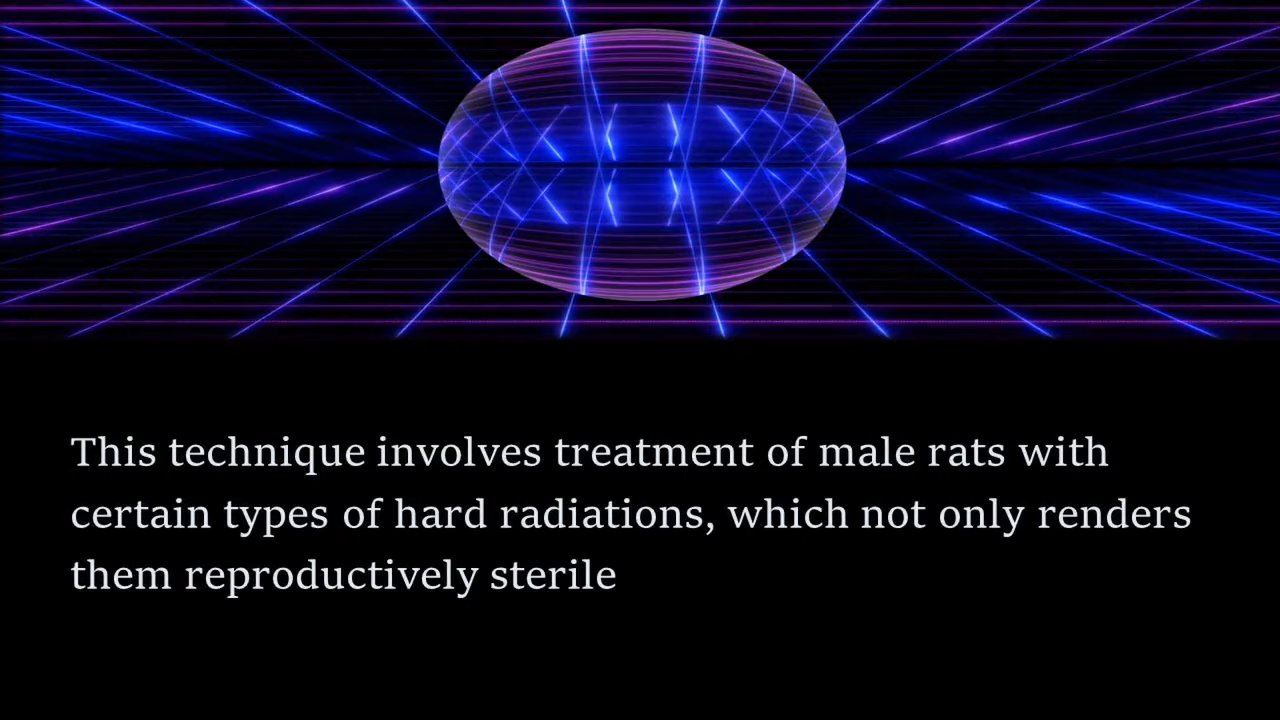 This technique involves treatment of male rats with
certain types of hard radiations, which not only renders
them reproductively sterile